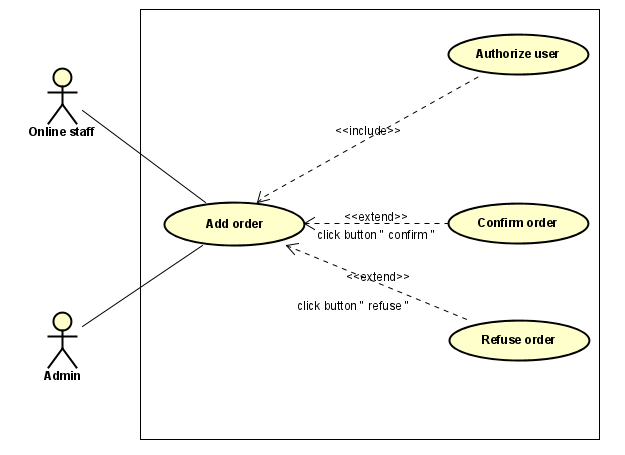 Authorize user
Online staff
<<include>>
Add order
<<extend>>
Confirm order
click button " confirm "
<<extend>>
click button " refuse "
Refuse order
Admin